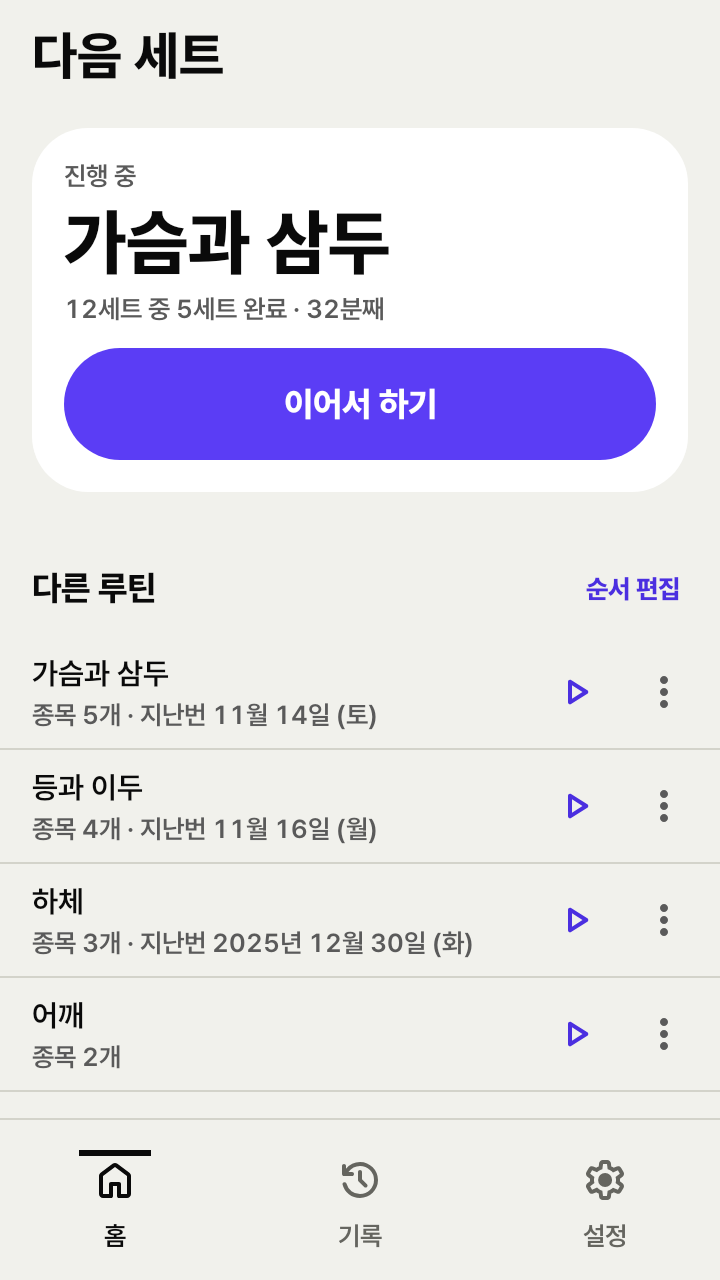 다음 세트
진행 중
가슴과 삼두
12세트 중 5세트 완료 · 32분째
이어서 하기
다른 루틴
순서 편집
가슴과 삼두
종목 5개 · 지난번 11월 14일 (토)
등과 이두
종목 4개 · 지난번 11월 16일 (월)
하체
종목 3개 · 지난번 2025년 12월 30일 (화)
어깨
종목 2개
홈
기록
설정